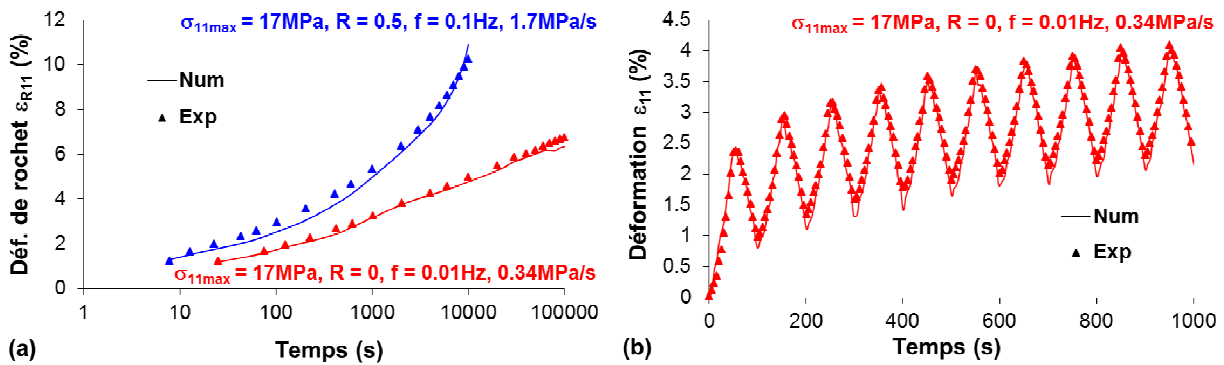 σ11max = 17MPa, R = 0.5, f = 0.1Hz, 1.7MPa/s
Déf. de rochet εR11 (%)
12
10
8
6
4
2
0
Num
Exp
σ11max = 17MPa, R = 0, f = 0.01Hz, 0.34MPa/s
1 10 100 1000 10000 100000
(a) Temps (s)
σ11max = 17MPa, R = 0, f = 0.01Hz, 0.34MPa/s
Déformation ε11 (%)
4.5
4
3.5
3
2.5
2
1.5
1
0.5
0
Num
Exp
0 200 400 600 800 1000
(b) Temps (s)